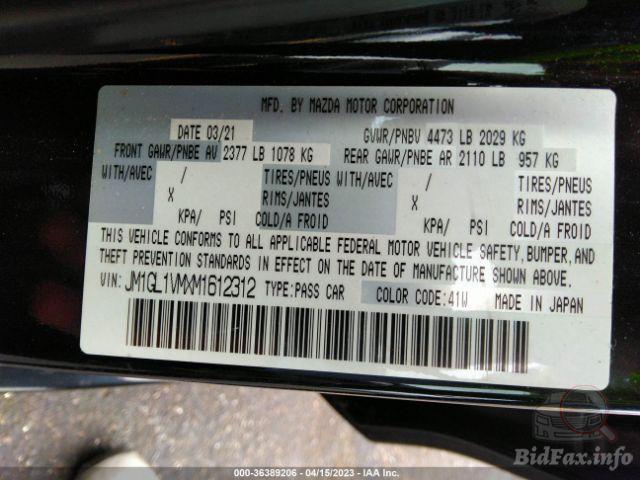 MFD. BY MAZDA MOTOR CORPORATION
DATE 03/21 GVWR/PNBV 4473 LB 2029 KG
FRONT GAWR/PNBE AV 2377 LB 1078 KG REAR GAWR/PNBE AR 2110 LB 957 KG
WITH/AVEC / TIRES/PNEUS WITH/AVEC / TIRES/PNEUS
X RIMS/JANTES X RIMS/JANTES
KPA/ PSI COLD/A FROID KPA/ PSI COLD/A FROID
THIS VEHICLE CONFORMS TO ALL APPLICABLE FEDERAL MOTOR VEHICLE SAFETY, BUMPER, AND
THEFT PREVENTION STANDARDS IN EFFECT ON THE DATE OF MANUFACTURE SHOWN ABOVE.
VIN: JM1GL1VMXM1612312 TYPE: PASS CAR COLOR CODE: 41W MADE IN JAPAN
BidFax.info
000-36389206 - 04/15/2023 - IAA Inc.